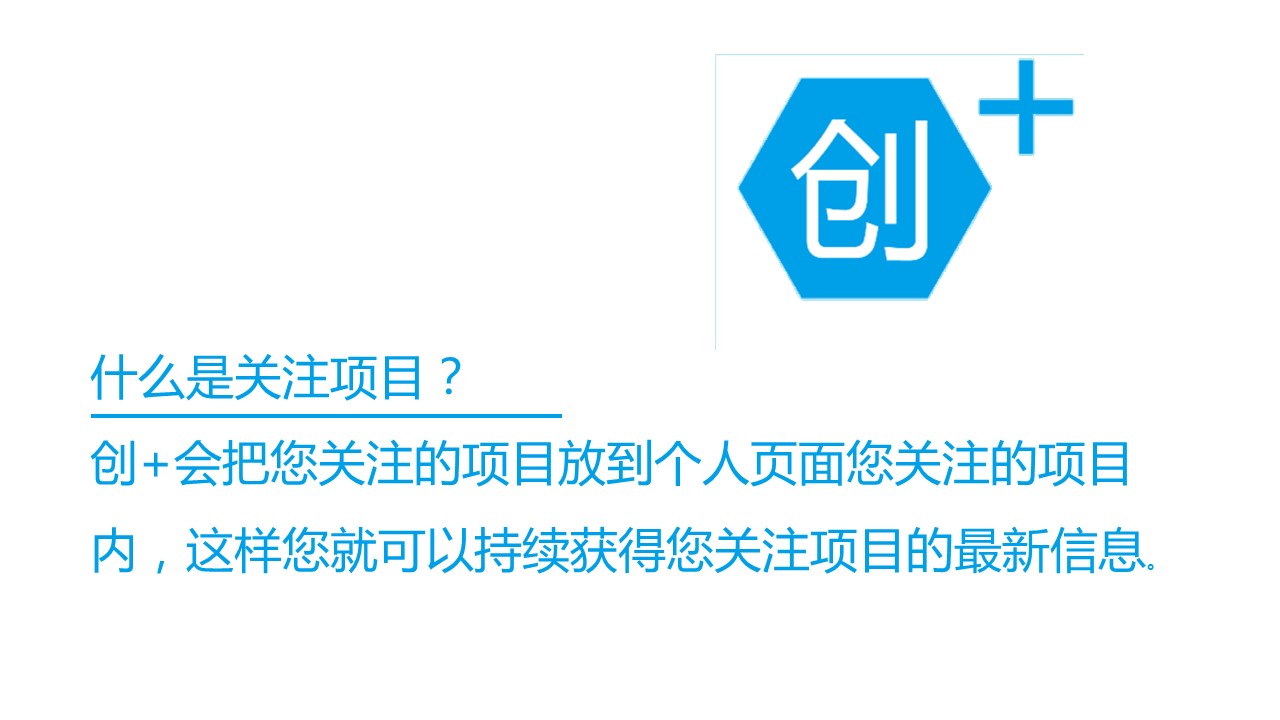 创+
什么是关注项目？
创+会把您关注的项目放到个人页面您关注的项目
内，这样您就可以持续获得您关注项目的最新信息。